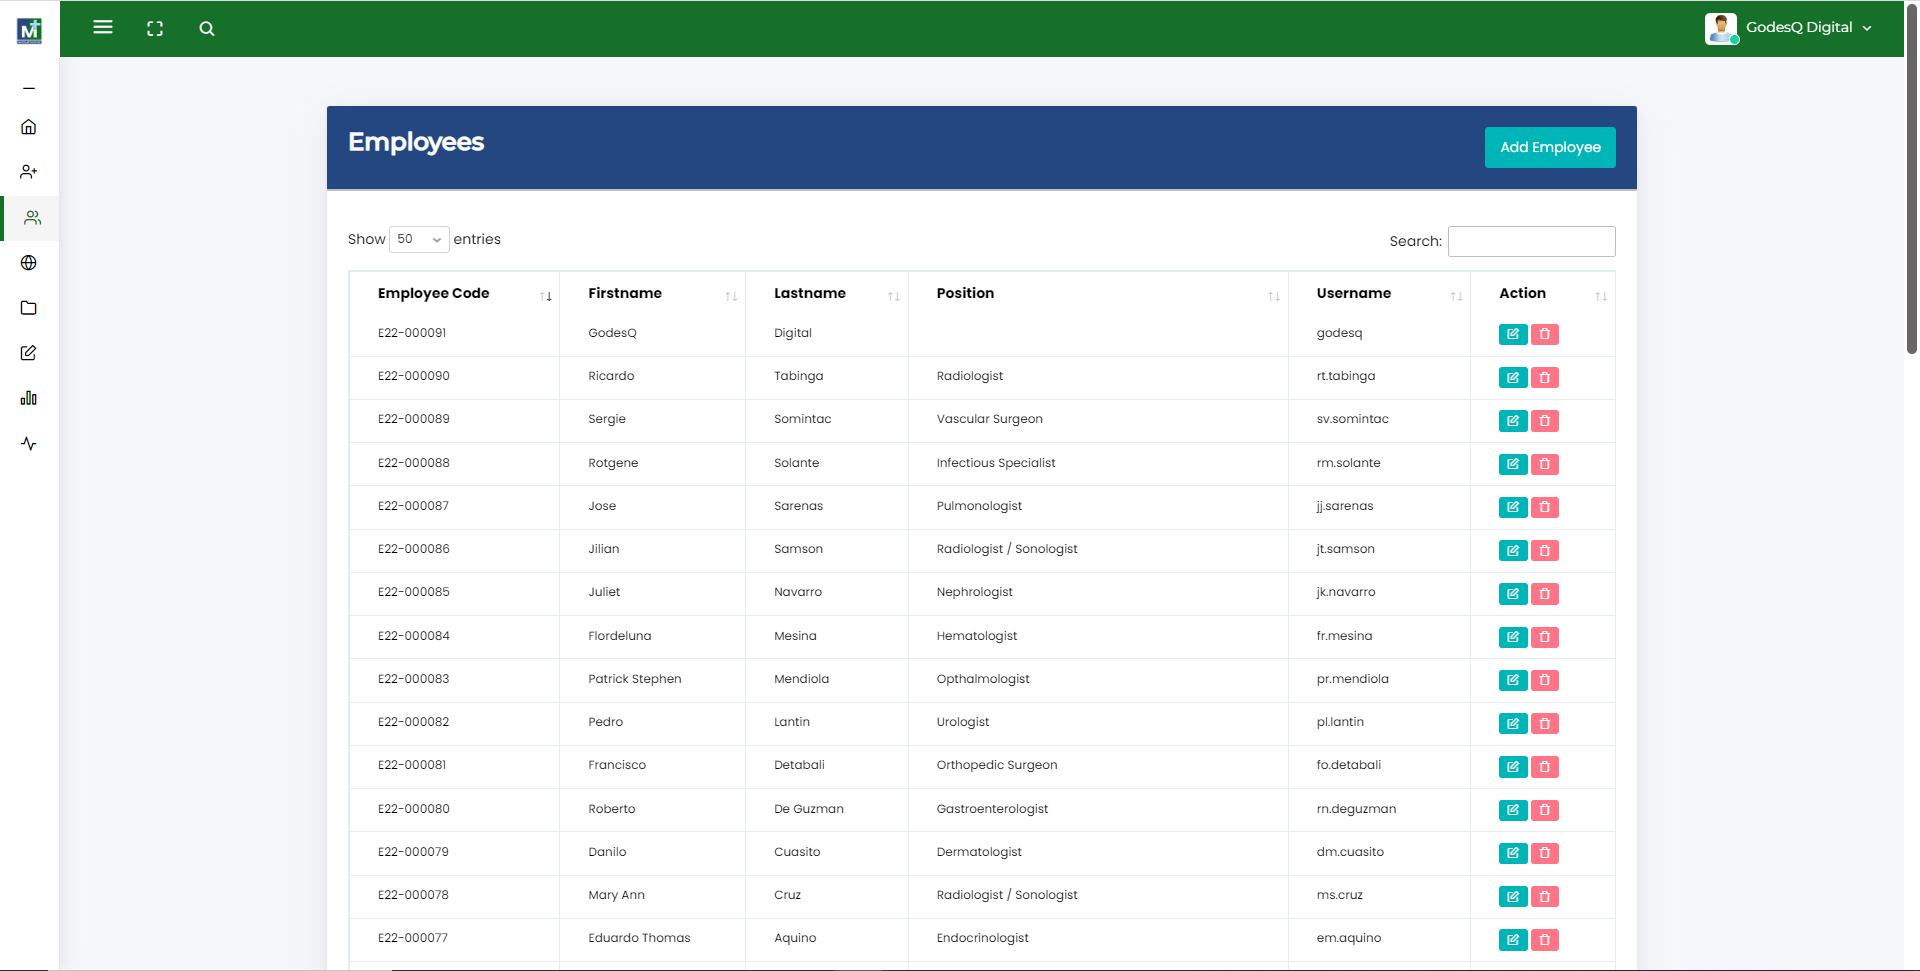 M
GodesQ Digital
Employees
Add Employee
Show 50 entries
Search:
Employee Code Firstname Lastname Position Username Action
E22-000091 GodesQ Digital godesq
E22-000090 Ricardo Tabinga Radiologist rt.tabinga
E22-000089 Sergie Somintac Vascular Surgeon sv.somintac
E22-000088 Rotgene Solante Infectious Specialist rm.solante
E22-000087 Jose Sarenas Pulmonologist jj.sarenas
E22-000086 Jilian Samson Radiologist / Sonologist jt.samson
E22-000085 Juliet Navarro Nephrologist jk.navarro
E22-000084 Flordeluna Mesina Hematologist fr.mesina
E22-000083 Patrick Stephen Mendiola Opthalmologist pr.mendiola
E22-000082 Pedro Lantin Urologist pl.lantin
E22-000081 Francisco Detabali Orthopedic Surgeon fo.detabali
E22-000080 Roberto De Guzman Gastroenterologist rn.deguzman
E22-000079 Danilo Cuasito Dermatologist dm.cuasito
E22-000078 Mary Ann Cruz Radiologist / Sonologist ms.cruz
E22-000077 Eduardo Thomas Aquino Endocrinologist em.aquino